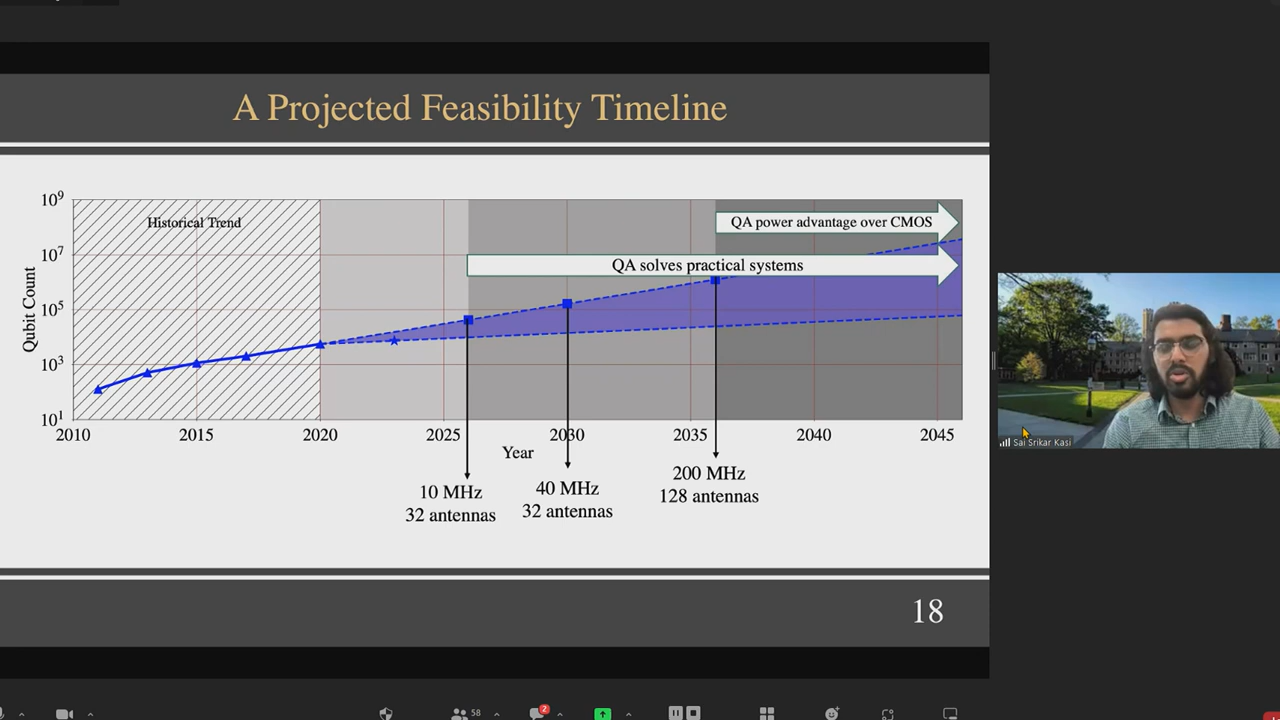 A Projected Feasibility Timeline
10⁹
Historical Trend
QA power advantage over CMOS
10⁷
QA solves practical systems
Qubit Count
10⁵
10³
10¹
2010 2015 2020 2025 2030 2035 2040 2045
Year
10 MHz
32 antennas
40 MHz
32 antennas
200 MHz
128 antennas
18
Sai Srikar Kasi
58
2